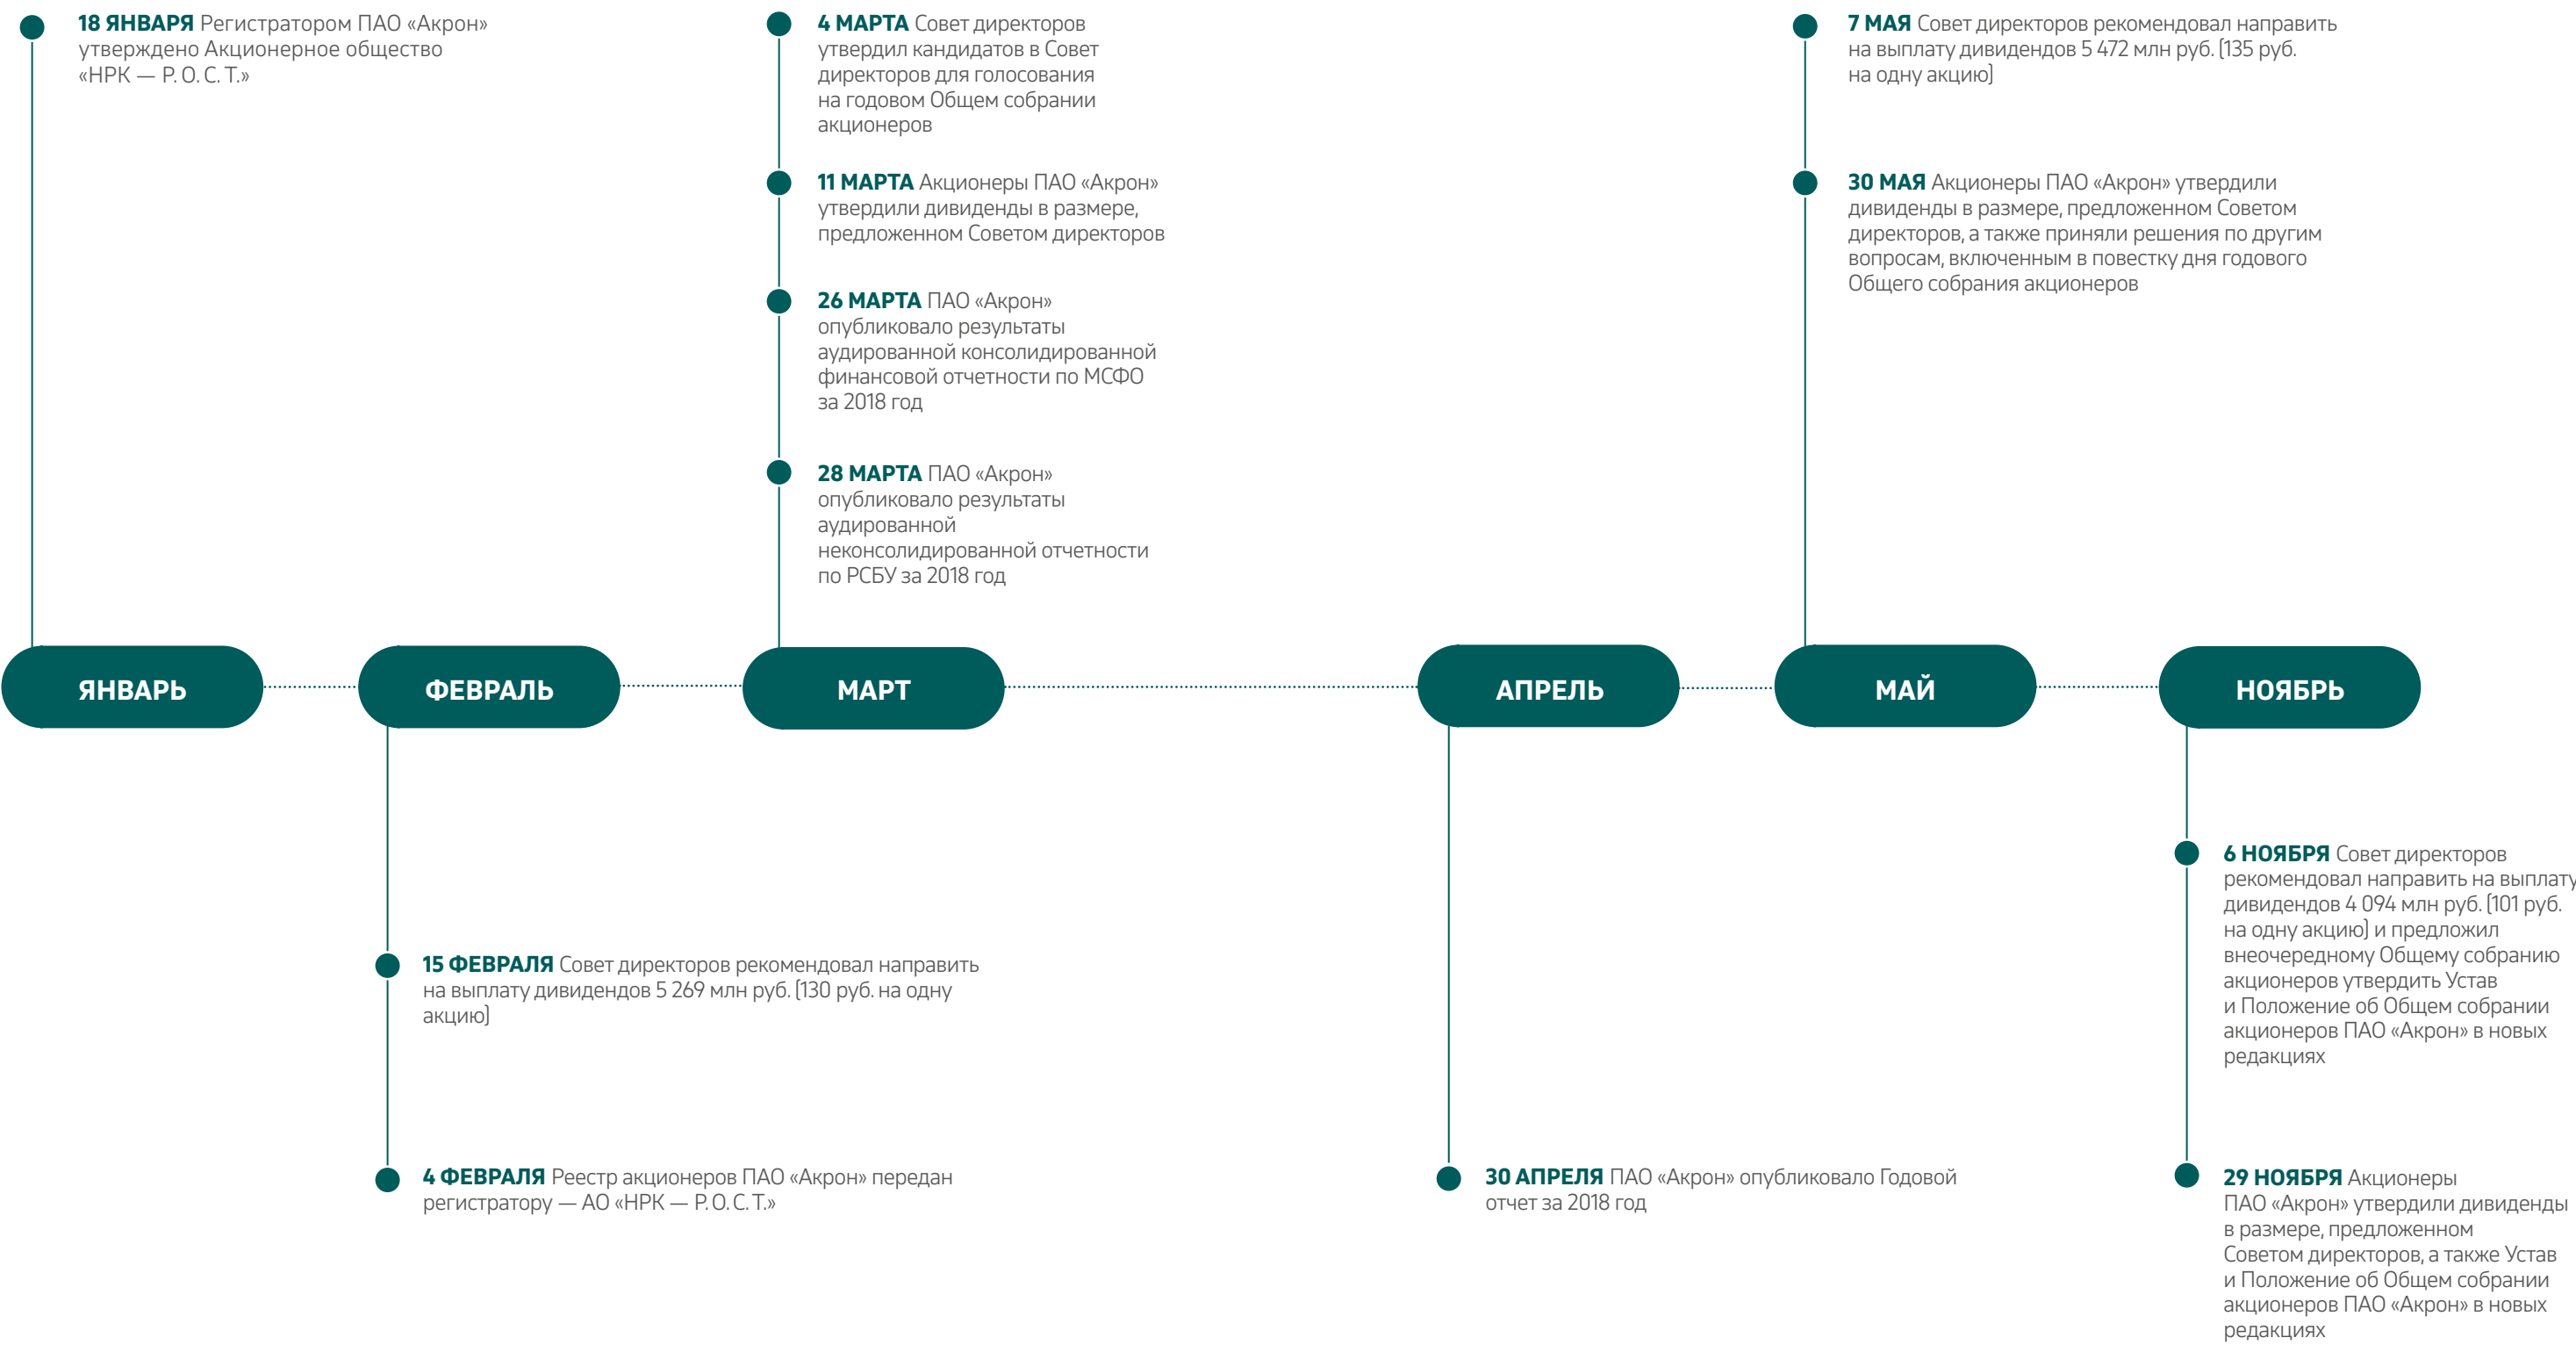 18 ЯНВАРЯ Регистратором ПАО «Акрон»
утверждено Акционерное общество
«НРК — Р. О. С. Т.»
4 МАРТА Совет директоров
утвердил кандидатов в Совет
директоров для голосования
на годовом Общем собрании
акционеров
11 МАРТА Акционеры ПАО «Акрон»
утвердили дивиденды в размере,
предложенном Советом директоров
26 МАРТА ПАО «Акрон»
опубликовало результаты
аудированной консолидированной
финансовой отчетности по МСФО
за 2018 год
28 МАРТА ПАО «Акрон»
опубликовало результаты
аудированной
неконсолидированной отчетности
по РСБУ за 2018 год
7 МАЯ Совет директоров рекомендовал направить
на выплату дивидендов 5 472 млн руб. (135 руб.
на одну акцию)
30 МАЯ Акционеры ПАО «Акрон» утвердили
дивиденды в размере, предложенном Советом
директоров, а также приняли решения по другим
вопросам, включенным в повестку дня годового
Общего собрания акционеров
ЯНВАРЬ
ФЕВРАЛЬ
МАРТ
АПРЕЛЬ
МАЙ
НОЯБРЬ
15 ФЕВРАЛЯ Совет директоров рекомендовал направить
на выплату дивидендов 5 269 млн руб. (130 руб. на одну
акцию)
4 ФЕВРАЛЯ Реестр акционеров ПАО «Акрон» передан
регистратору — АО «НРК — Р. О. С. Т.»
30 АПРЕЛЯ ПАО «Акрон» опубликовало Годовой
отчет за 2018 год
6 НОЯБРЯ Совет директоров
рекомендовал направить на выплату
дивидендов 4 094 млн руб. (101 руб.
на одну акцию) и предложил
внеочередному Общему собранию
акционеров утвердить Устав
и Положение об Общем собрании
акционеров ПАО «Акрон» в новых
редакциях
29 НОЯБРЯ Акционеры
ПАО «Акрон» утвердили дивиденды
в размере, предложенном
Советом директоров, а также Устав
и Положение об Общем собрании
акционеров ПАО «Акрон» в новых
редакциях